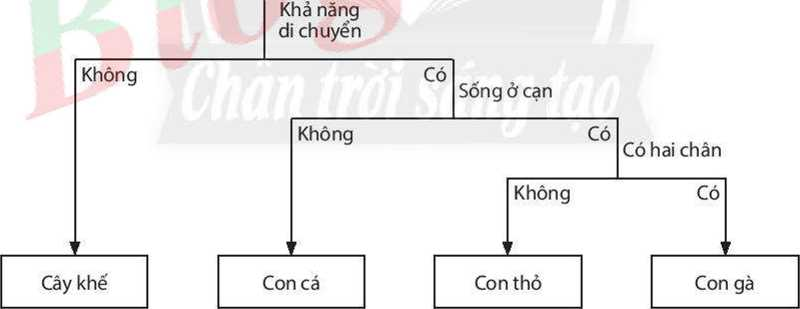 Khả năng
di chuyển
Không
Có
Sống ở cạn
Không
Có
Có hai chân
Không
Có
Cây khế
Con cá
Con thỏ
Con gà
Blog
Chân trời sáng tạo